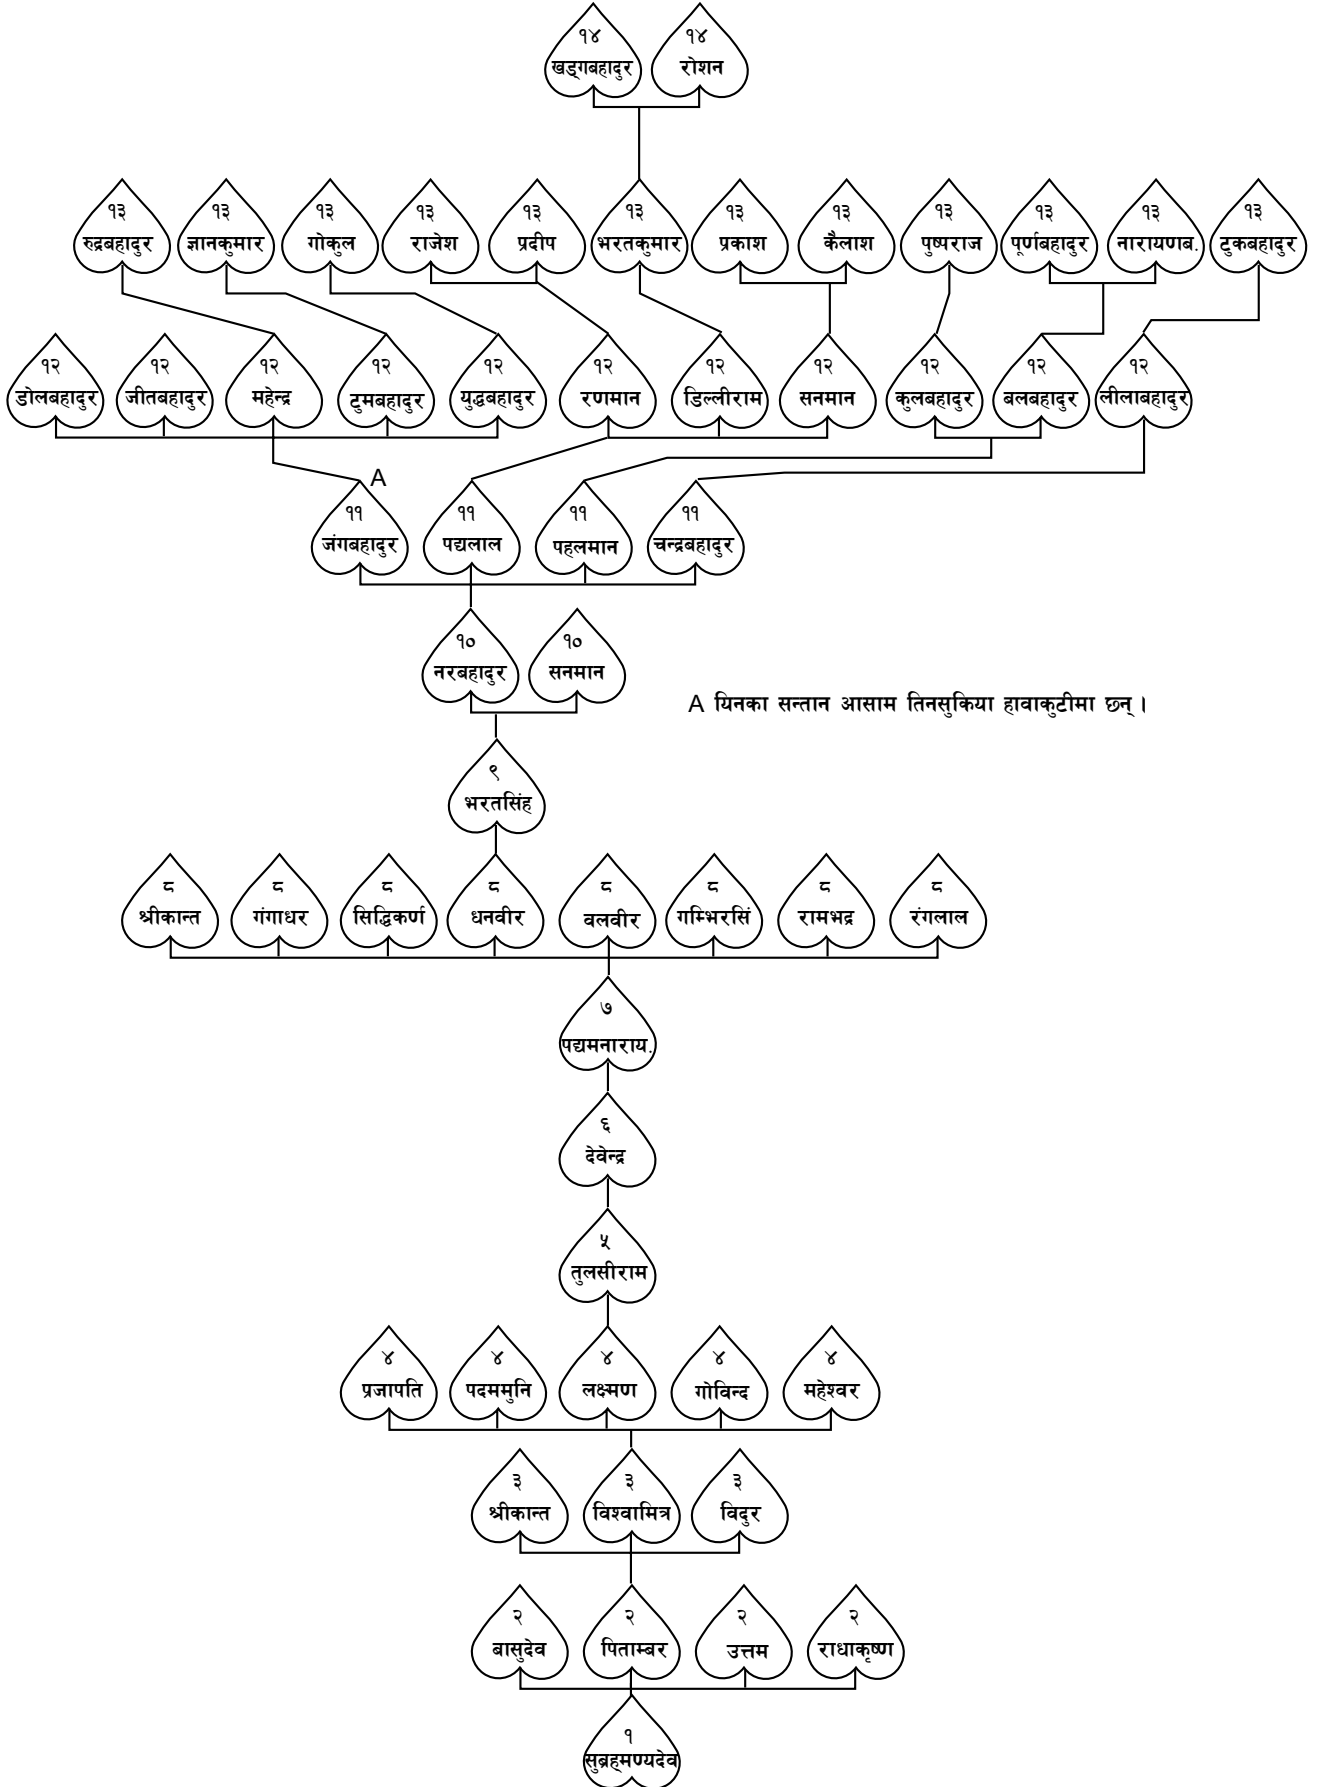 १४ १४
खड्गबहादुर रोशन
१३ १३ १३ १३ १३ १३ १३ १३ १३ १३ १३ १३
रुद्रबहादुर ज्ञानकुमार गोकुल राजेश प्रदीप भरतकुमार प्रकाश कैलाश पुष्पराज पूर्णबहादुर नारायणब. टुकबहादुर
१२ १२ १२ १२ १२ १२ १२ १२ १२ १२ १२
डोलबहादुर जीतबहादुर महेन्द्र टुमबहादुर युद्धबहादुर रणमान डिल्लीराम सनमान कुलबहादुर बलबहादुर लीलाबहादुर
A
११ ११ ११ ११
जंगबहादुर पद्यलाल पहलमान चन्द्रबहादुर
१० १०
नरबहादुर सनमान
A यिनका सन्तान आसाम तिनसुकिया हावाकुटीमा छन् ।
९
भरतसिंह
८ ८ ८ ८ ८ ८ ८ ८
श्रीकान्त गंगाधर सिद्धिकर्ण धनवीर वलवीर गम्भिरसिं रामभद्र रंगलाल
७
पद्यमनाराय.
६
देवेन्द्र
५
तुलसीराम
४ ४ ४ ४ ४
प्रजापति पदममुनि लक्ष्मण गोविन्द महेश्वर
३ ३ ३
श्रीकान्त विश्वामित्र विदुर
२ २ २ २
बासुदेव पिताम्बर उत्तम राधाकृष्ण
१
सुब्रह्मण्यदेव